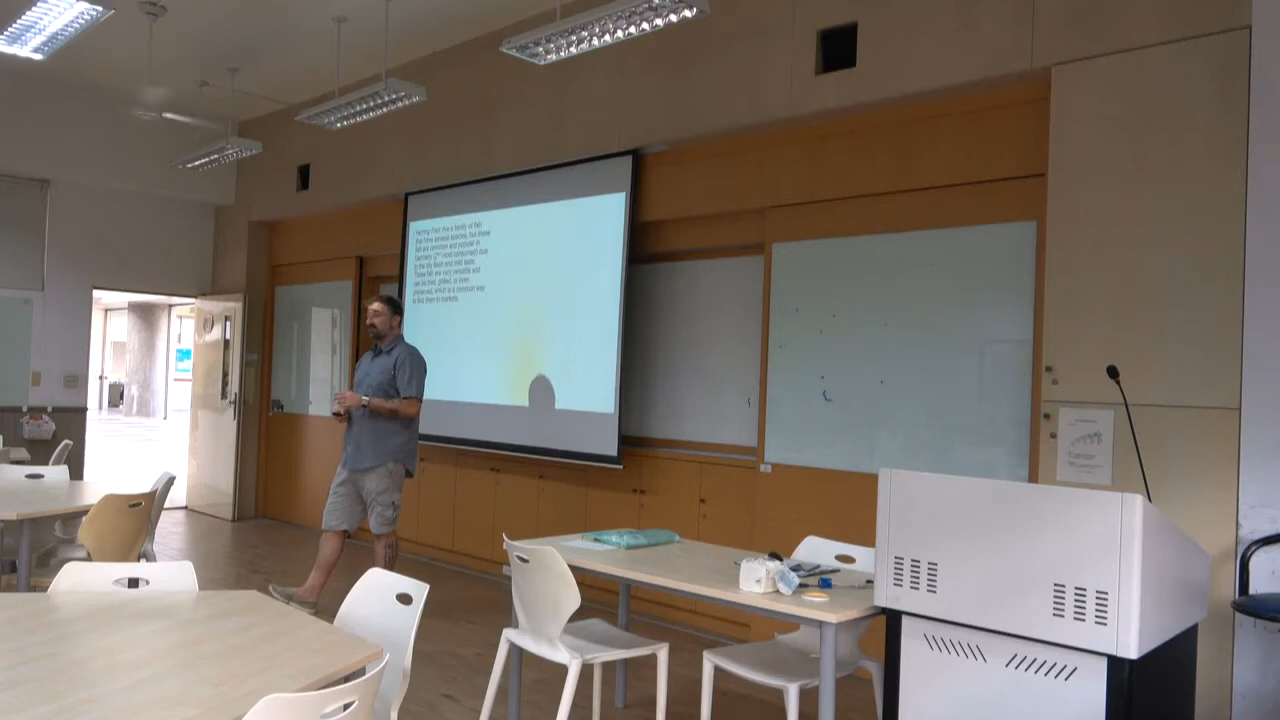 Herring Fish: Are a family of fish
that have several species, but these
fish are common and popular in
Germany (2nd most consumed) due
to the oily flesh and mild taste.
These fish are very versatile and
can be fried, grilled, or even
preserved, which is a common way
to find them in markets.